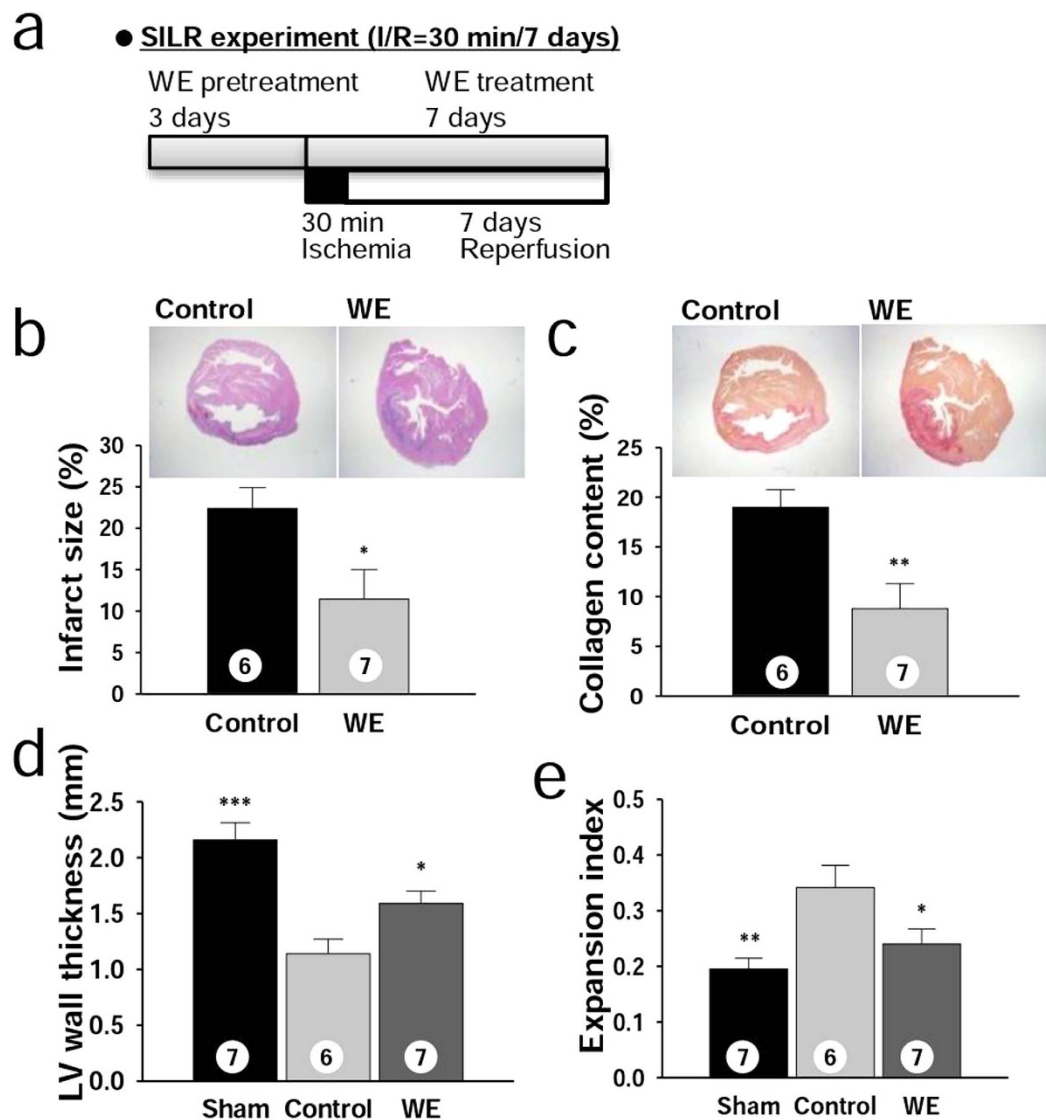 a
● SILR experiment (I/R=30 min/7 days)
WE pretreatment WE treatment
3 days 7 days
30 min 7 days
Ischemia Reperfusion
b
Control WE
Infarct size (%)
30
25
20
15
10
5
0
*
6 7
Control WE
c
Control WE
Collagen content (%)
25
20
15
10
5
0
**
6 7
Control WE
d
LV wall thickness (mm)
2.5
2.0
1.5
1.0
0.5
0.0
***
*
7 6 7
Sham Control WE
e
Expansion index
0.5
0.4
0.3
0.2
0.1
0.0
**
*
7 6 7
Sham Control WE